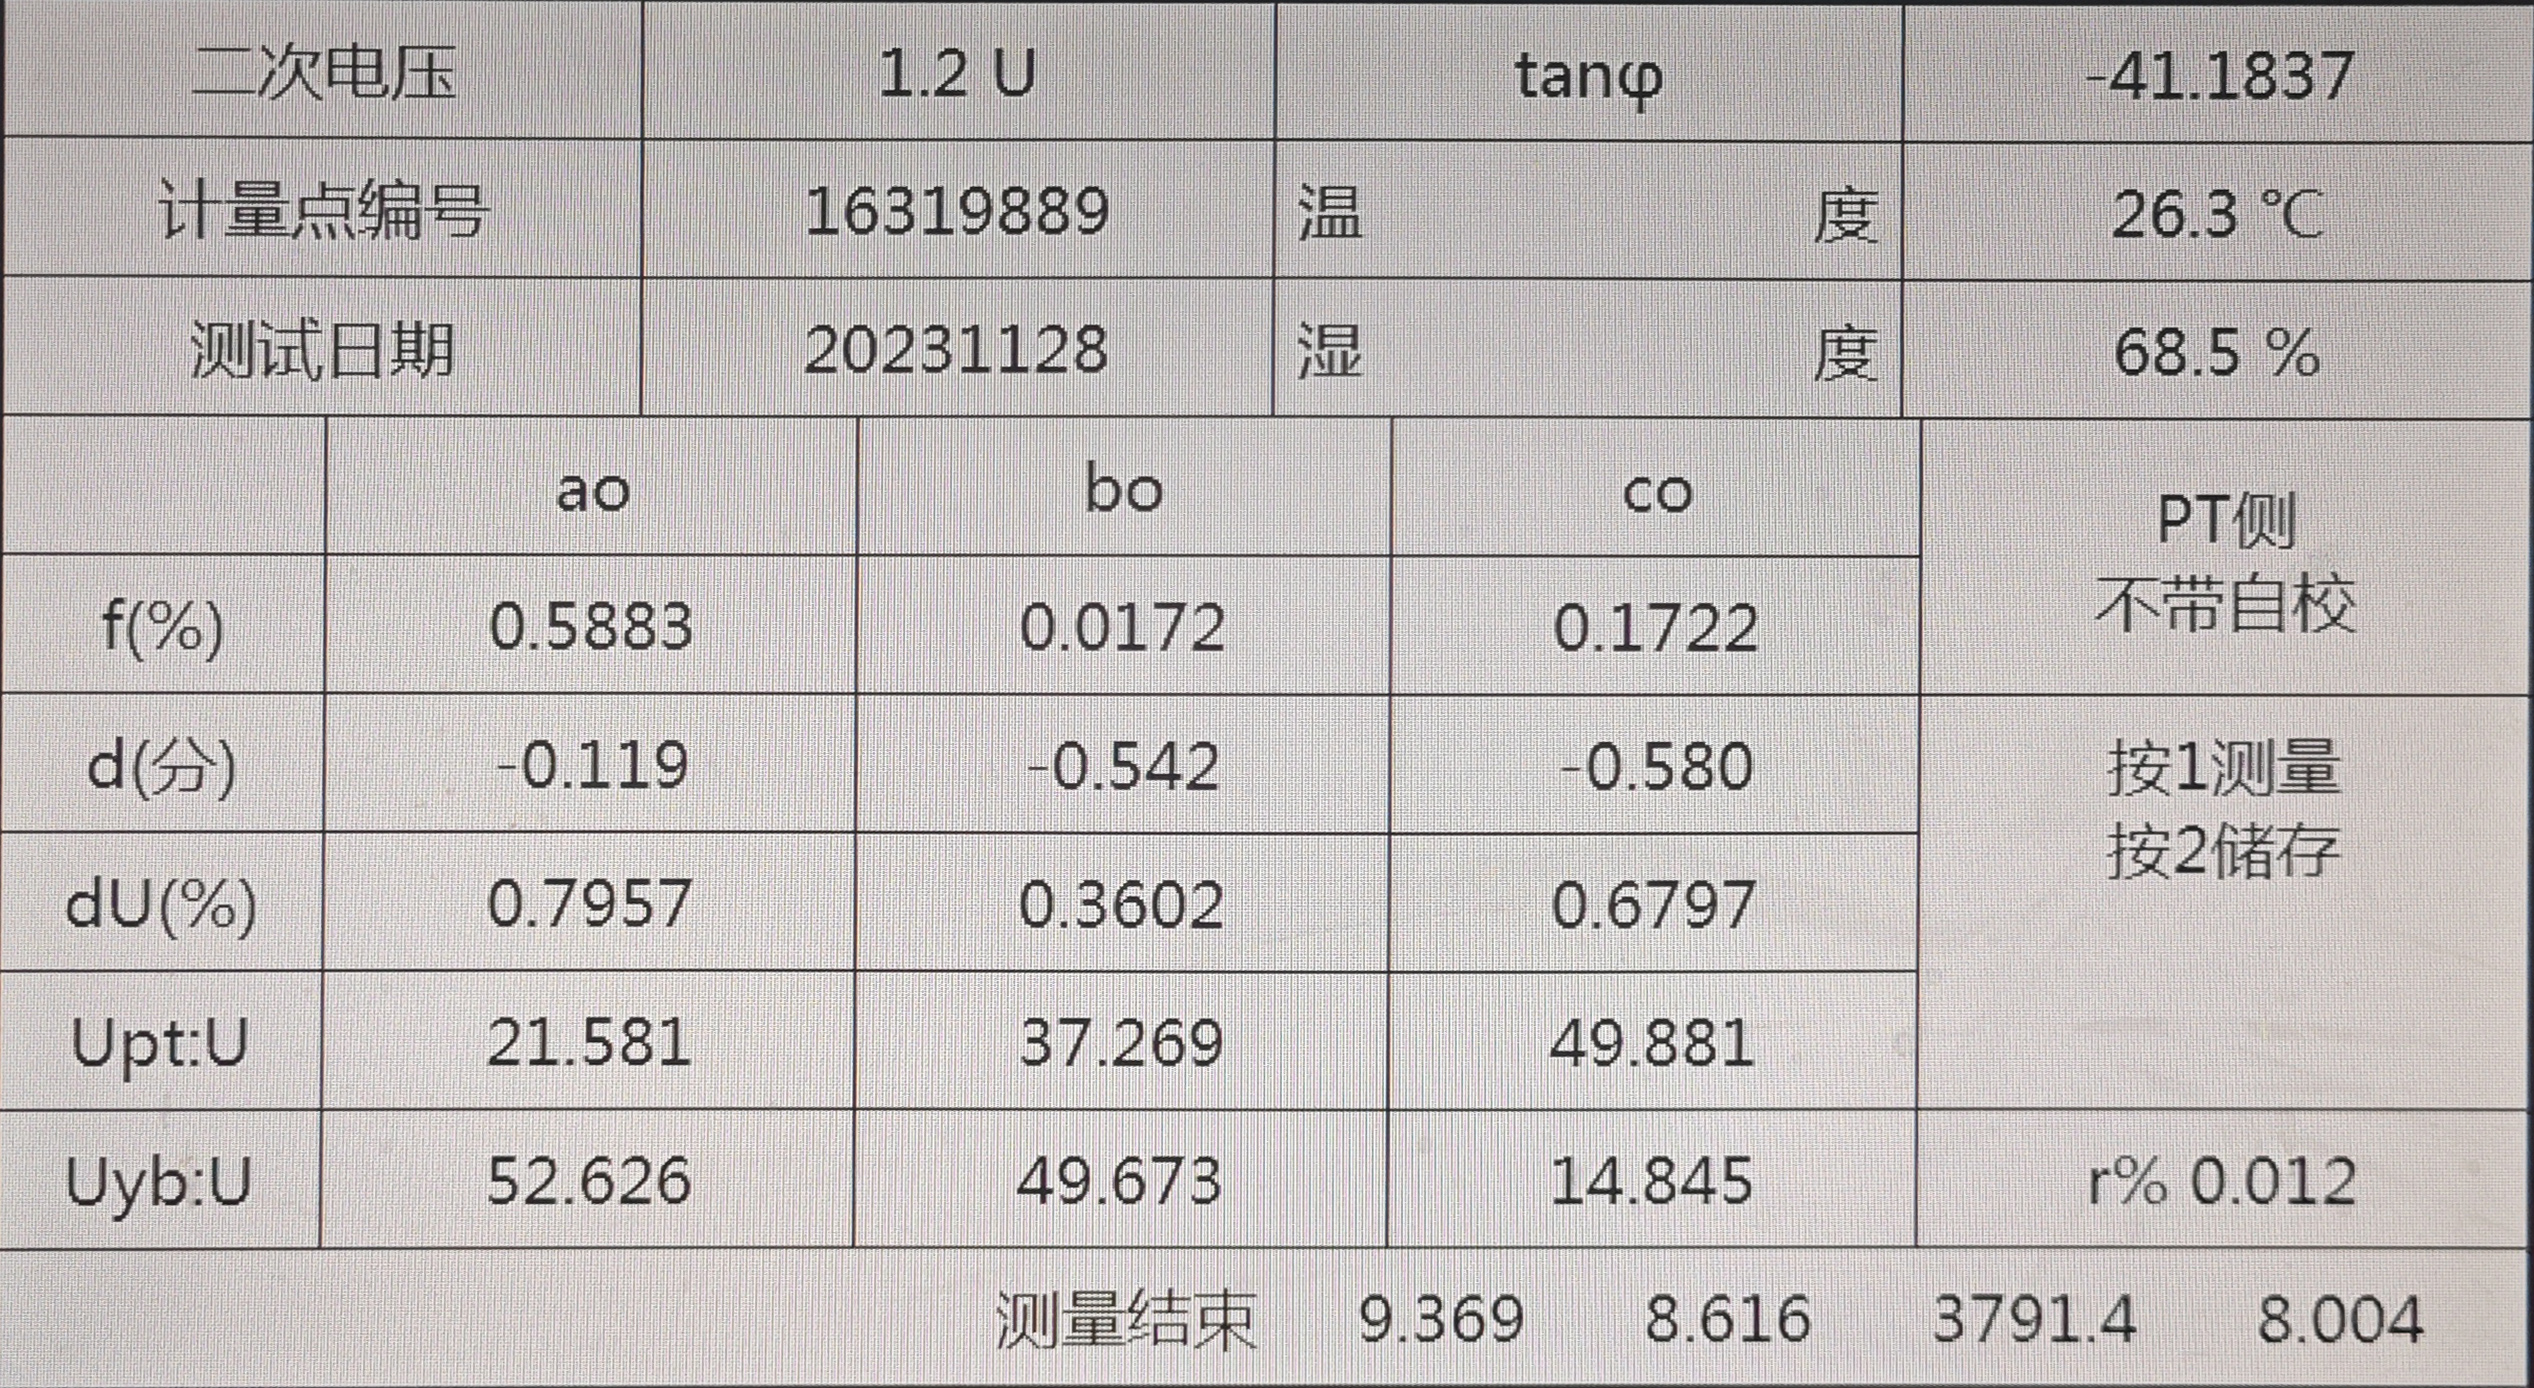 二次电压 1.2 U tanφ -41.1837
计量点编号 16319889 温 度 26.3 ℃
测试日期 20231128 湿 度 68.5 %
ao bo co PT侧
不带自校
f(%) 0.5883 0.0172 0.1722
d(分) -0.119 -0.542 -0.580 按1测量
按2储存
dU(%) 0.7957 0.3602 0.6797
Upt:U 21.581 37.269 49.881
Uyb:U 52.626 49.673 14.845 r% 0.012
测量结束 9.369 8.616 3791.4 8.004